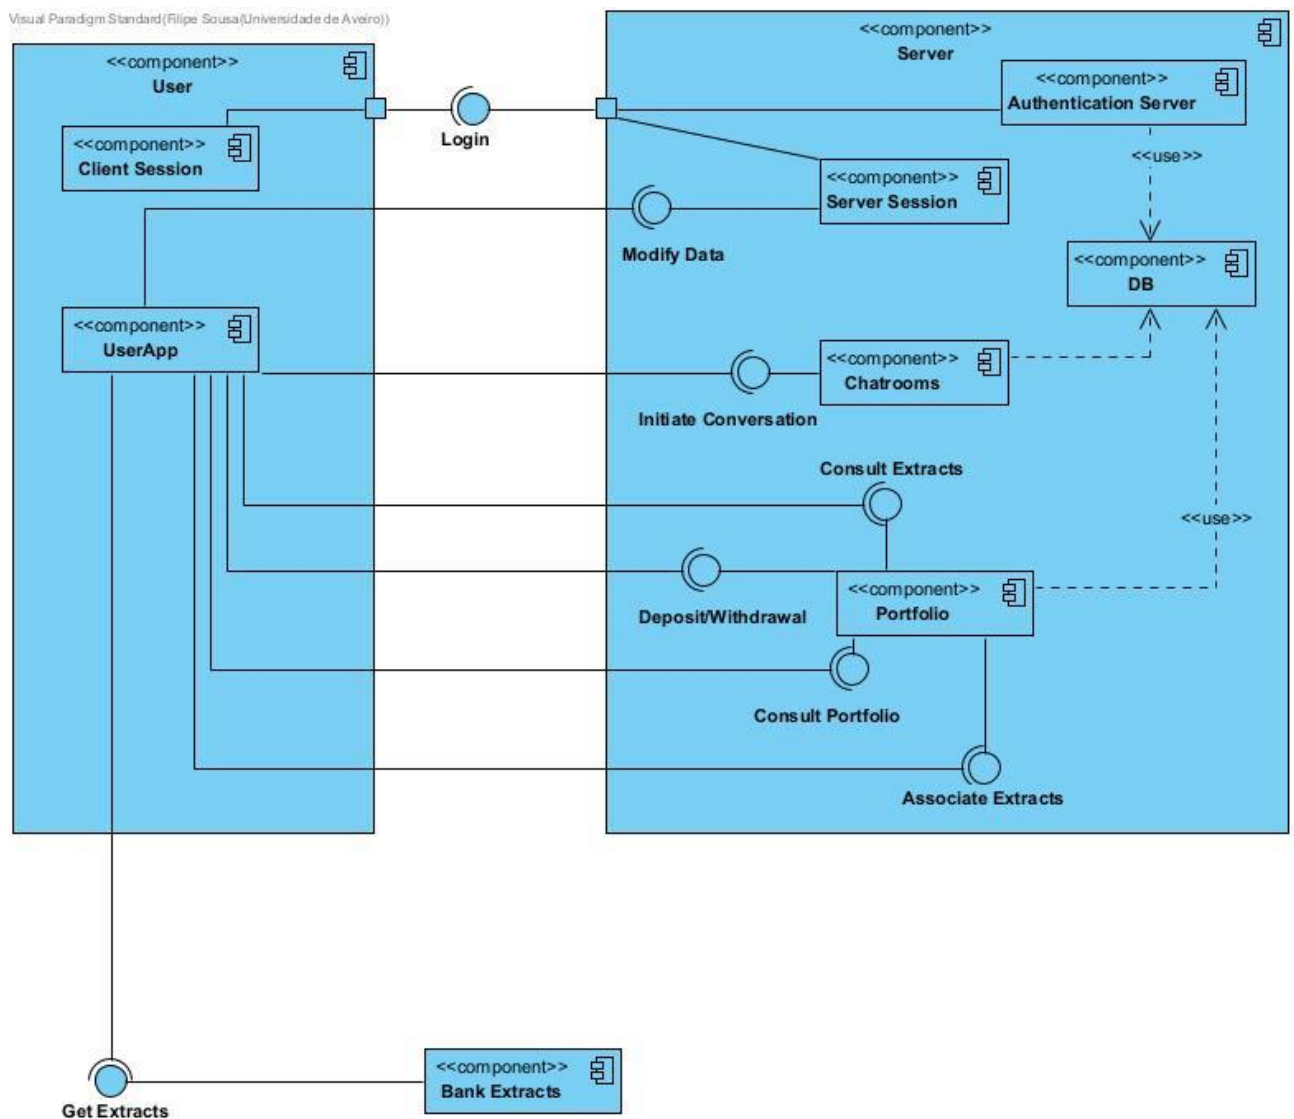 Visual Paradigm Standard(Filipe Sousa(Universidade de Aveiro))
<<component>>
User
<<component>>
Server
<<component>>
Authentication Server
<<component>>
Client Session
Login
<<use>>
<<component>>
Server Session
Modify Data
<<component>>
DB
<<component>>
UserApp
<<component>>
Chatrooms
Initiate Conversation
Consult Extracts
<<use>>
<<component>>
Portfolio
Deposit/Withdrawal
Consult Portfolio
Associate Extracts
<<component>>
Bank Extracts
Get Extracts